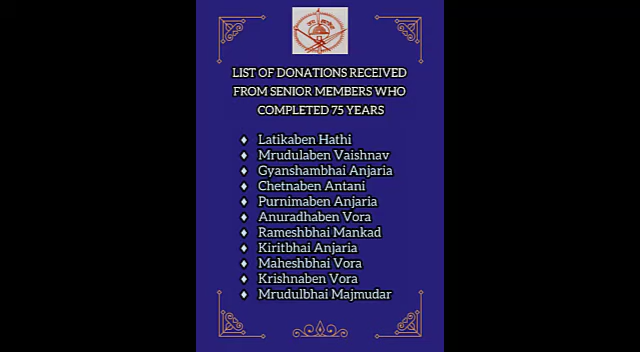 LIST OF DONATIONS RECEIVED
FROM SENIOR MEMBERS WHO
COMPLETED 75 YEARS
♦ Latikaben Hathi
♦ Mrudulaben Vaishnav
♦ Gyanshambhai Anjaria
♦ Chetnaben Antani
♦ Purnimaben Anjaria
♦ Anuradhaben Vora
♦ Rameshbhai Mankad
♦ Kiritbhai Anjaria
♦ Maheshbhai Vora
♦ Krishnaben Vora
♦ Mrudulbhai Majmudar